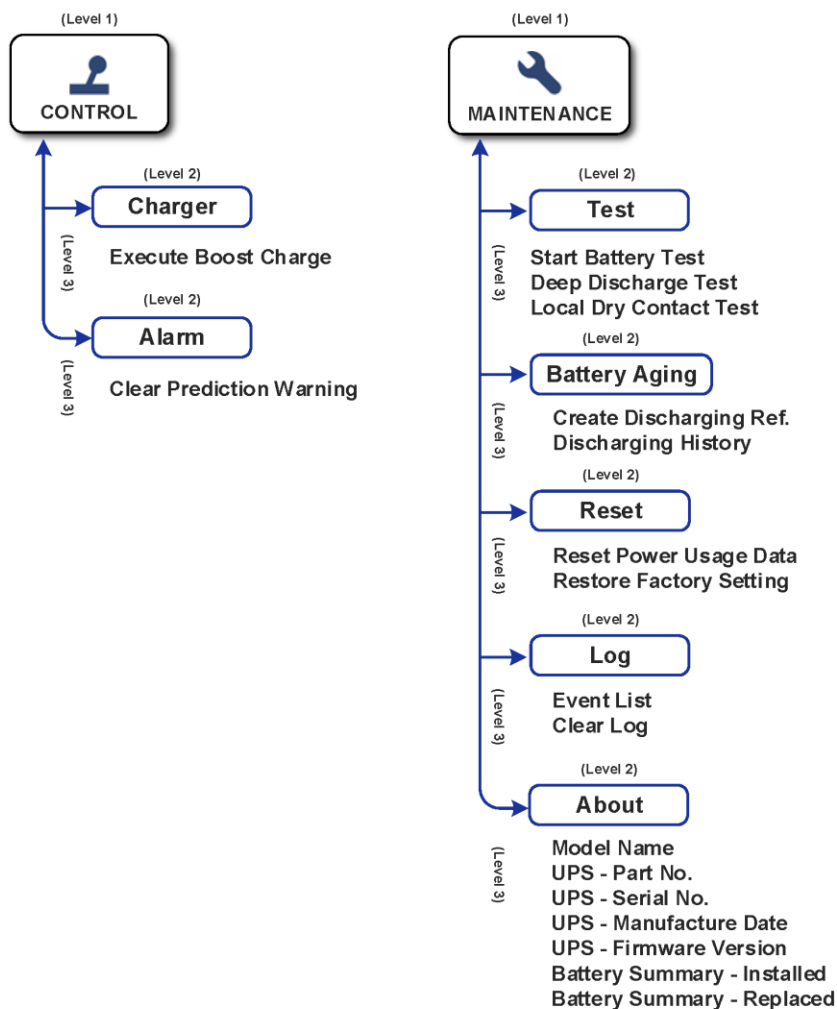 (Level 1)
CONTROL
(Level 2)
Charger
(Level 3)
Execute Boost Charge
(Level 2)
Alarm
(Level 3)
Clear Prediction Warning
(Level 1)
MAINTENANCE
(Level 2)
Test
(Level 3)
Start Battery Test
Deep Discharge Test
Local Dry Contact Test
(Level 2)
Battery Aging
(Level 3)
Create Discharging Ref.
Discharging History
(Level 2)
Reset
(Level 3)
Reset Power Usage Data
Restore Factory Setting
(Level 2)
Log
(Level 3)
Event List
Clear Log
(Level 2)
About
(Level 3)
Model Name
UPS - Part No.
UPS - Serial No.
UPS - Manufacture Date
UPS - Firmware Version
Battery Summary - Installed
Battery Summary - Replaced